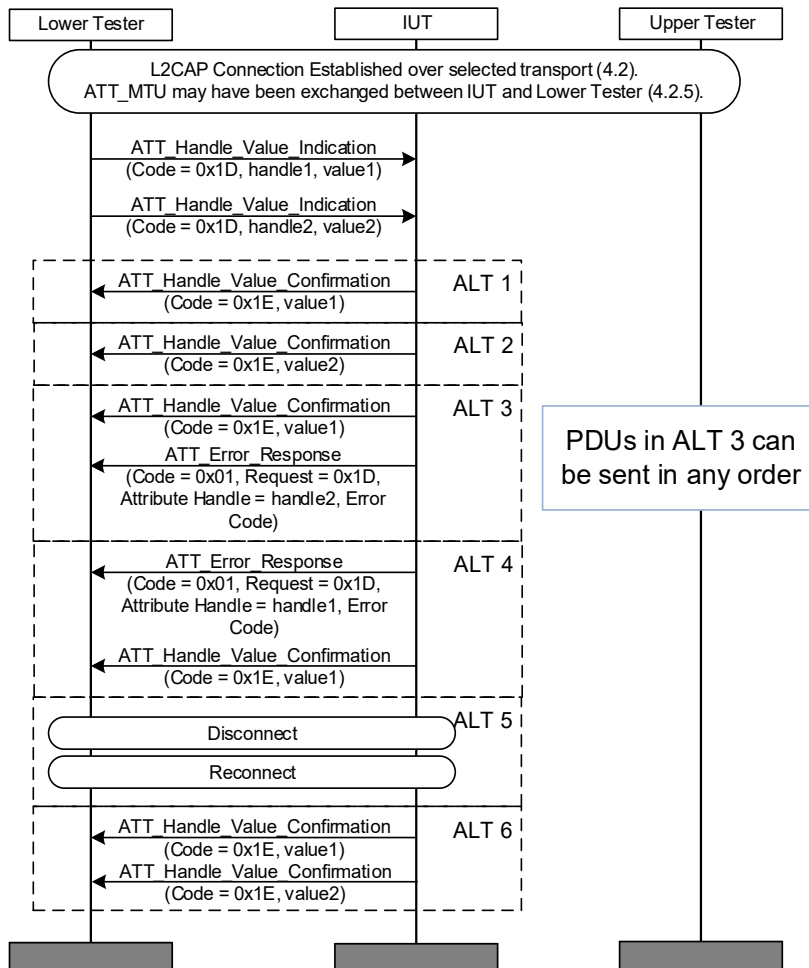 Lower Tester
IUT
Upper Tester
L2CAP Connection Established over selected transport (4.2).
ATT_MTU may have been exchanged between IUT and Lower Tester (4.2.5).
ATT_Handle_Value_Indication
(Code = 0x1D, handle1, value1)
ATT_Handle_Value_Indication
(Code = 0x1D, handle2, value2)
ALT 1
ATT_Handle_Value_Confirmation
(Code = 0x1E, value1)
ALT 2
ATT_Handle_Value_Confirmation
(Code = 0x1E, value2)
ALT 3
ATT_Handle_Value_Confirmation
(Code = 0x1E, value1)
ATT_Error_Response
(Code = 0x01, Request = 0x1D,
Attribute Handle = handle2, Error
Code)
PDUs in ALT 3 can
be sent in any order
ALT 4
ATT_Error_Response
(Code = 0x01, Request = 0x1D,
Attribute Handle = handle1, Error
Code)
ATT_Handle_Value_Confirmation
(Code = 0x1E, value1)
ALT 5
Disconnect
Reconnect
ALT 6
ATT_Handle_Value_Confirmation
(Code = 0x1E, value1)
ATT_Handle_Value_Confirmation
(Code = 0x1E, value2)